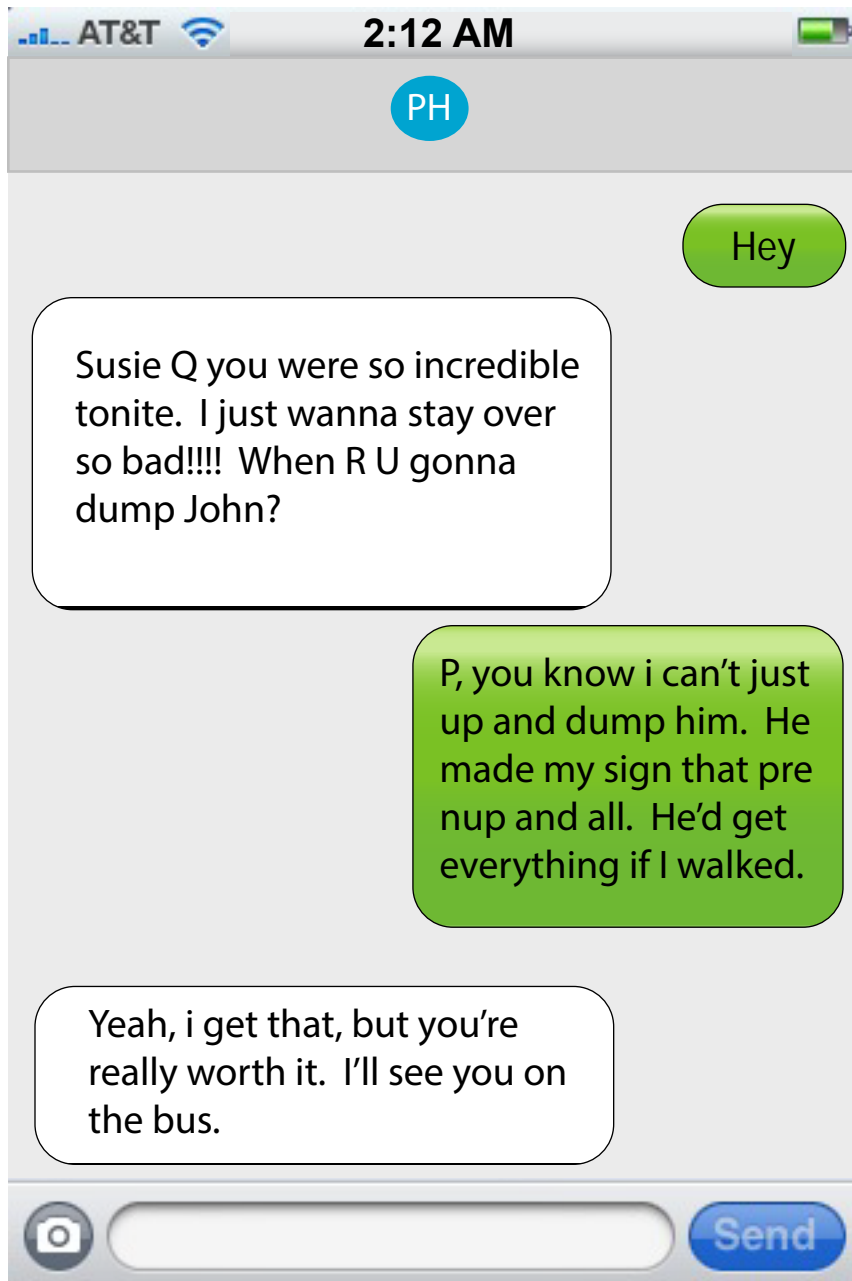 AT&T 2:12 AM
PH
Hey
Susie Q you were so incredible
tonite. I just wanna stay over
so bad!!!! When R U gonna
dump John?
P, you know i can’t just
up and dump him. He
made my sign that pre
nup and all. He’d get
everything if I walked.
Yeah, i get that, but you’re
really worth it. I’ll see you on
the bus.
Send